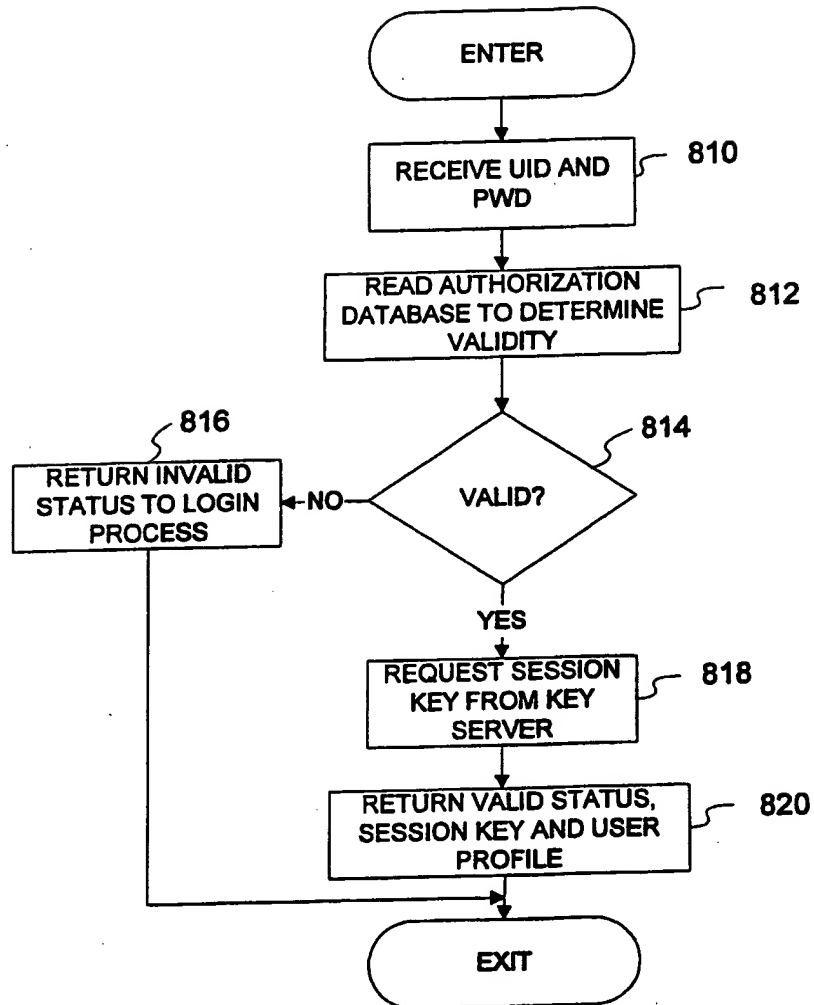 ENTER
RECEIVE UID AND
PWD
810
READ AUTHORIZATION
DATABASE TO DETERMINE
VALIDITY
812
816
RETURN INVALID
STATUS TO LOGIN
PROCESS
NO
VALID?
814
YES
REQUEST SESSION
KEY FROM KEY
SERVER
818
RETURN VALID STATUS,
SESSION KEY AND USER
PROFILE
820
EXIT